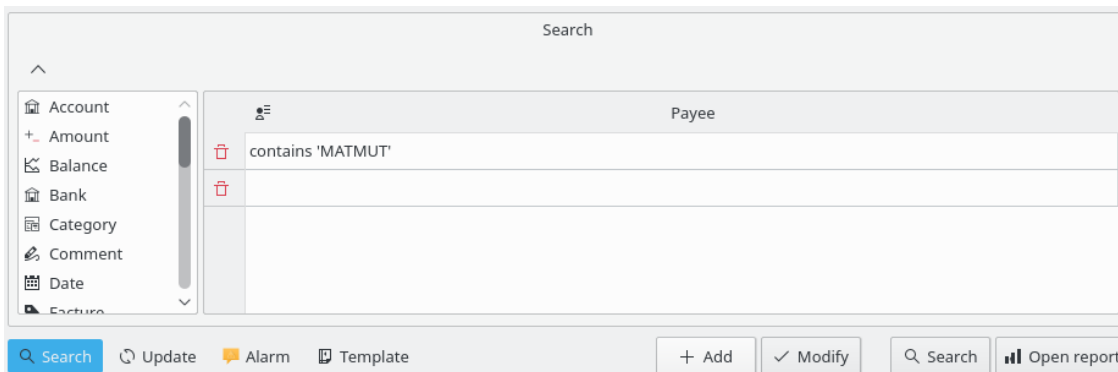 Search
Account
Amount
Balance
Bank
Category
Comment
Date
Facture
Payee
contains 'MATMUT'
Search Update Alarm Template + Add Modify Search Open report